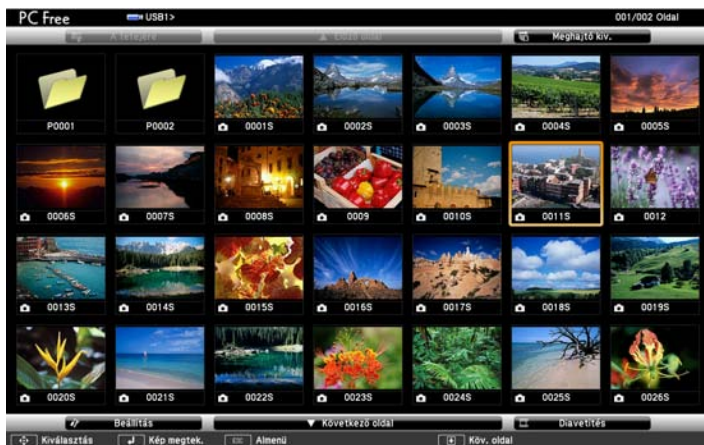 PC Free USB1> 001/002 Oldal
A tetejére ▲ Előző oldal Meghajtó kiv.
P0001 P0002 0001S 0002S 0003S 0004S 0005S
0006S 0007S 0008S 0009 0010S 0011S 0012
0013S 0014S 0015S 0016S 0017S 0018S 0019S
0020S 0021S 0022S 0023S 0024S 0025S 0026S
Beállítás ▼ Következő oldal Diavetítés
Kiválasztás Kép megtek. ESC Almenü Köv. oldal